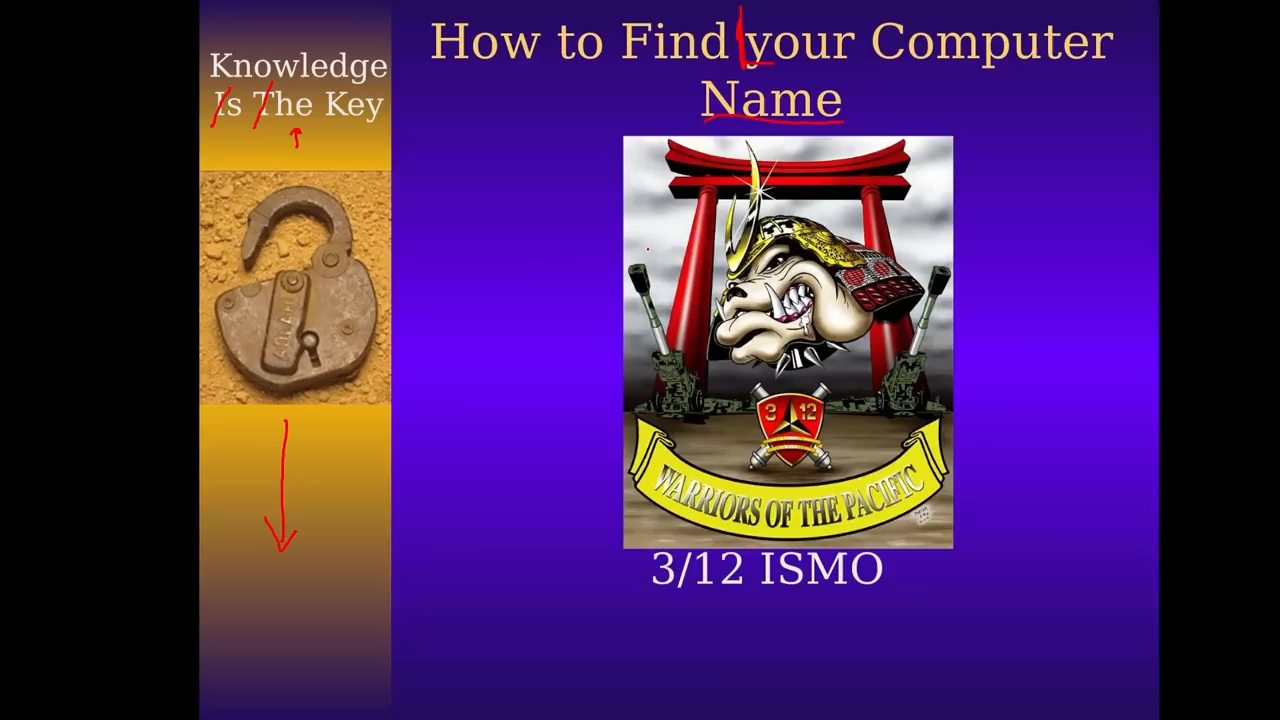 How to Find your Computer
Name
Knowledge
Is The Key
3 12
WARRIORS OF THE PACIFIC
3/12 ISMO